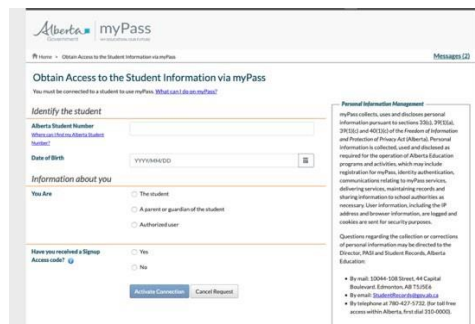 Alberta
Government
myPass
Home > Obtain Access to the Student Information via myPass
Messages (2)
Obtain Access to the Student Information via myPass
You must be connected to a student to use myPass. What can I do on myPass?
Identify the student
Alberta Student Number
Where can I find my Alberta Student
Number?
Date of Birth
YYYY/MM/DD
Information about you
You Are
The student
A parent or guardian of the student
Authorized user
Have you received a Signup
Access code?
Yes
No
Activate Connection
Cancel Request
Personal Information Management
myPass collects, uses and discloses personal
information pursuant to sections 33(c), 39(1)(a),
39(1)(c) and 40(1)(c) of the Freedom of Information
and Protection of Privacy Act (Alberta). Personal
information is collected, used and disclosed as
required for the operation of Alberta Education
programs and activities, which may include
registration for myPass, identity authentication,
communications relating to myPass services,
delivering services, maintaining records and
sharing information to school authorities as
necessary. User information, including the IP
address and browser information, are logged and
cookies are sent for security purposes.
Questions regarding the collection or corrections
of personal information may be directed to the
Director, PASI and Student Records, Alberta
Education:
By mail: 10044-108 Street, 44 Capital
Boulevard. Edmonton, AB T5J5E6
By email: StudentRecords@gov.ab.ca
By telephone at 780-427-5732. (for toll free
access within Alberta, first dial 310-0000).